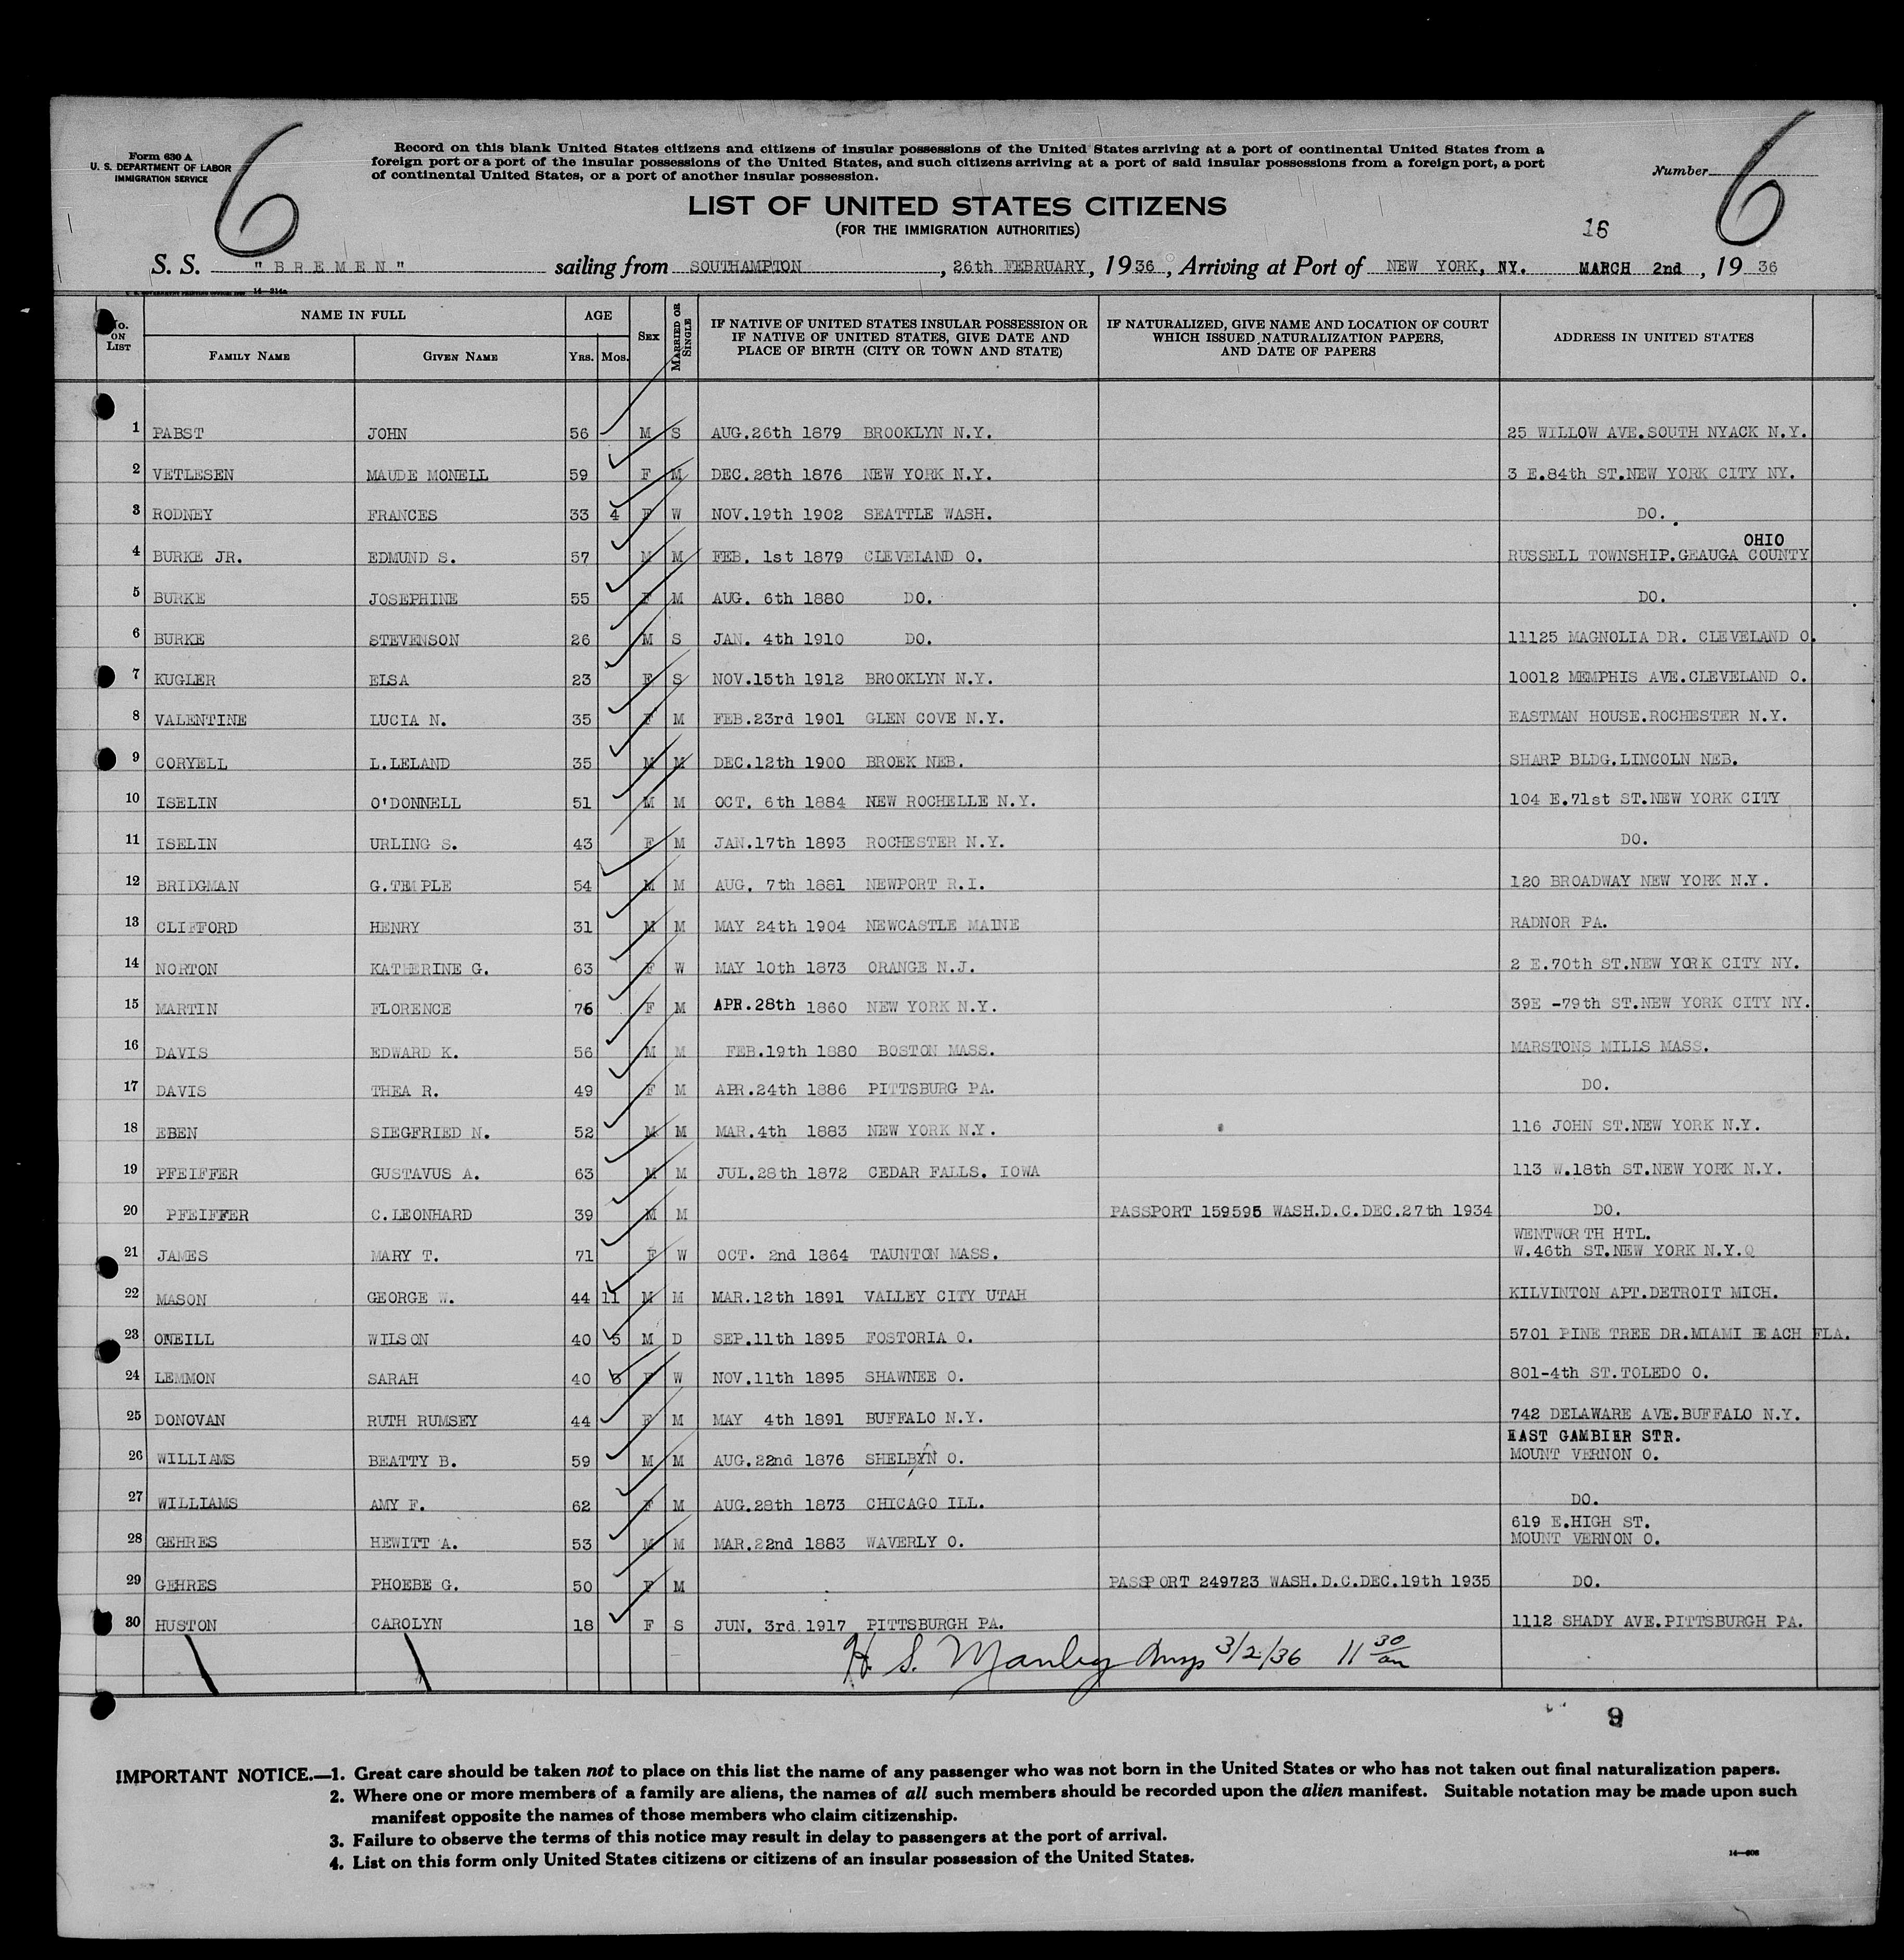 Form 630 A
U. S. DEPARTMENT OF LABOR
IMMIGRATION SERVICE
6
Record on this blank United States citizens and citizens of insular possessions of the United States arriving at a port of continental United States from a
foreign port or a port of the insular possessions of the United States, and such citizens arriving at a port of said insular possessions from a foreign port, a port
of continental United States, or a port of another insular possession.
Number 6
LIST OF UNITED STATES CITIZENS
(FOR THE IMMIGRATION AUTHORITIES)
16
S. S. "BREMEN" sailing from SOUTHAMPTON, 26th FEBRUARY, 1936, Arriving at Port of NEW YORK, NY. MARCH 2nd, 1936
No. ON LIST NAME IN FULL FAMILY NAME GIVEN NAME AGE YRS. MOS. SEX MARRIED OR SINGLE IF NATIVE OF UNITED STATES INSULAR POSSESSION OR IF NATIVE OF UNITED STATES, GIVE DATE AND PLACE OF BIRTH (CITY OR TOWN AND STATE) IF NATURALIZED, GIVE NAME AND LOCATION OF COURT WHICH ISSUED NATURALIZATION PAPERS, AND DATE OF PAPERS ADDRESS IN UNITED STATES
1 PABST JOHN 56 M S AUG.26th 1879 BROOKLYN N.Y. 25 WILLOW AVE.SOUTH NYACK N.Y.
2 VETLESEN MAUDE MONELL 59 F M DEC.28th 1876 NEW YORK N.Y. 3 E.84th ST.NEW YORK CITY NY.
3 RODNEY FRANCES 33 4 F W NOV.19th 1902 SEATTLE WASH. DO.
4 BURKE JR. EDMUND S. 57 M M FEB. 1st 1879 CLEVELAND O. RUSSELL TOWNSHIP.GEAUGA COUNTY OHIO
5 BURKE JOSEPHINE 55 F M AUG. 6th 1880 DO. DO.
6 BURKE STEVENSON 26 M S JAN. 4th 1910 DO. 11125 MAGNOLIA DR. CLEVELAND O.
7 KUGLER ELSA 23 F S NOV.15th 1912 BROOKLYN N.Y. 10012 MEMPHIS AVE.CLEVELAND O.
8 VALENTINE LUCIA N. 35 F M FEB.23rd 1901 GLEN COVE N.Y. EASTMAN HOUSE.ROCHESTER N.Y.
9 CORYELL L.LELAND 35 M M DEC.12th 1900 BROEK NEB. SHARP BLDG.LINCOLN NEB.
10 ISELIN O'DONNELL 51 M M OCT. 6th 1884 NEW ROCHELLE N.Y. 104 E.71st ST.NEW YORK CITY
11 ISELIN URLING S. 43 F M JAN.17th 1893 ROCHESTER N.Y. DO.
12 BRIDGMAN G.TEMPLE 54 M M AUG. 7th 1881 NEWPORT R.I. 120 BROADWAY NEW YORK N.Y.
13 CLIFFORD HENRY 31 M M MAY 24th 1904 NEWCASTLE MAINE RADNOR PA.
14 NORTON KATHERINE G. 63 F W MAY 10th 1873 ORANGE N.J. 2 E.70th ST.NEW YORK CITY NY.
15 MARTIN FLORENCE 76 F M APR.28th 1860 NEW YORK N.Y. 39E -79th ST.NEW YORK CITY NY.
16 DAVIS EDWARD K. 56 M M FEB.19th 1880 BOSTON MASS. MARSTONS MILLS MASS.
17 DAVIS THEA R. 49 F M APR.24th 1886 PITTSBURG PA. DO.
18 EBEN SIEGFRIED N. 52 M M MAR.4th 1883 NEW YORK N.Y. 116 JOHN ST.NEW YORK N.Y.
19 PFEIFFER GUSTAVUS A. 63 M M JUL.28th 1872 CEDAR FALLS. IOWA 113 W.18th ST.NEW YORK N.Y.
20 PFEIFFER C.LEONHARD 39 M M PASSPORT 159595 WASH.D.C.DEC.27th 1934 DO.
21 JAMES MARY T. 71 F W OCT. 2nd 1864 TAUNTON MASS. WENTWORTH HTL. W.46th ST.NEW YORK N.Y.
22 MASON GEORGE W. 44 11 M M MAR.12th 1891 VALLEY CITY UTAH KILVINTON APT.DETROIT MICH.
23 ONEILL WILSON 40 5 M D SEP.11th 1895 FOSTORIA O. 5701 PINE TREE DR.MIAMI BEACH FLA.
24 LEMMON SARAH 40 F W NOV.11th 1895 SHAWNEE O. 801-4th ST.TOLEDO O.
25 DONOVAN RUTH RUMSEY 44 F M MAY 4th 1891 BUFFALO N.Y. 742 DELAWARE AVE.BUFFALO N.Y.
26 WILLIAMS BEATTY B. 59 M M AUG.22nd 1876 SHELBYN O. EAST GAMBIER STR. MOUNT VERNON O.
27 WILLIAMS AMY F. 62 F M AUG.28th 1873 CHICAGO ILL. DO.
28 GEHRES HEWITT A. 53 M M MAR.22nd 1883 WAVERLY O. 619 E.HIGH ST. MOUNT VERNON O.
29 GEHRES PHOEBE G. 50 F M PASSPORT 249723 WASH.D.C.DEC.19th 1935 DO.
30 HUSTON CAROLYN 18 F S JUN. 3rd 1917 PITTSBURGH PA. 1112 SHADY AVE.PITTSBURGH PA.
H. S. Manley Insp 3/2/36 11 30 am
9
IMPORTANT NOTICE.—1. Great care should be taken not to place on this list the name of any passenger who was not born in the United States or who has not taken out final naturalization papers.
2. Where one or more members of a family are aliens, the names of all such members should be recorded upon the alien manifest. Suitable notation may be made upon such
manifest opposite the names of those members who claim citizenship.
3. Failure to observe the terms of this notice may result in delay to passengers at the port of arrival.
4. List on this form only United States citizens or citizens of an insular possession of the United States.